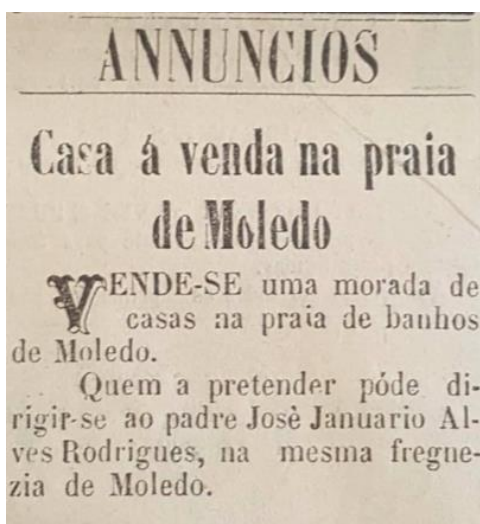 ANNUNCIOS
Casa á venda na praia
de Moledo
VENDE-SE uma morada de
casas na praia de banhos
de Moledo.
Quem a pretender póde di-
rigir-se ao padre Josè Januario Al-
ves Rodrigues, na mesma fregue-
zia de Moledo.